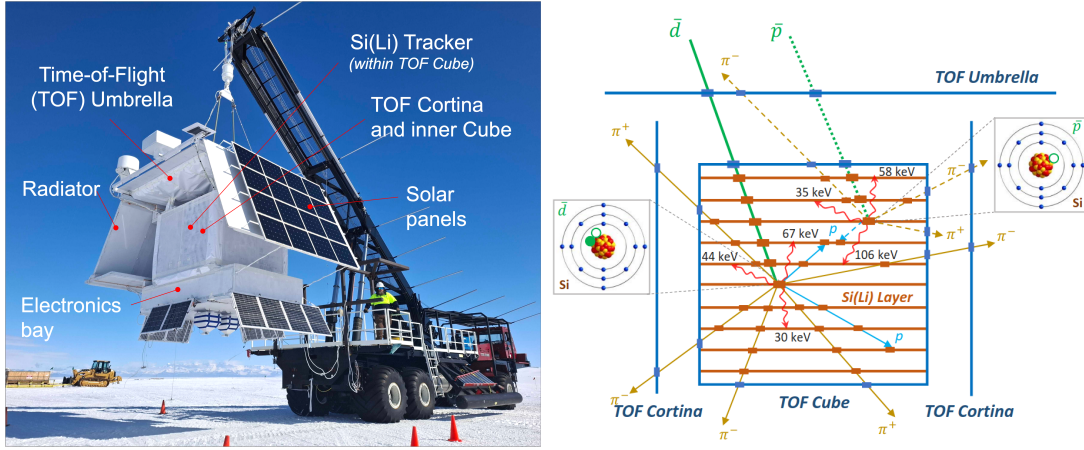 Si(Li) Tracker
(within TOF Cube)
Time-of-Flight
(TOF) Umbrella
TOF Cortina
and inner Cube
Radiator
Solar
panels
Electronics
bay
d̄
p̄
π⁻
TOF Umbrella
π⁺
p̄
58 keV
π⁻
35 keV
Si
d̄
67 keV
p
π⁺
π⁻
44 keV
106 keV
Si
Si(Li) Layer
30 keV
p
π⁻
TOF Cortina
TOF Cube
TOF Cortina
π⁻
π⁺